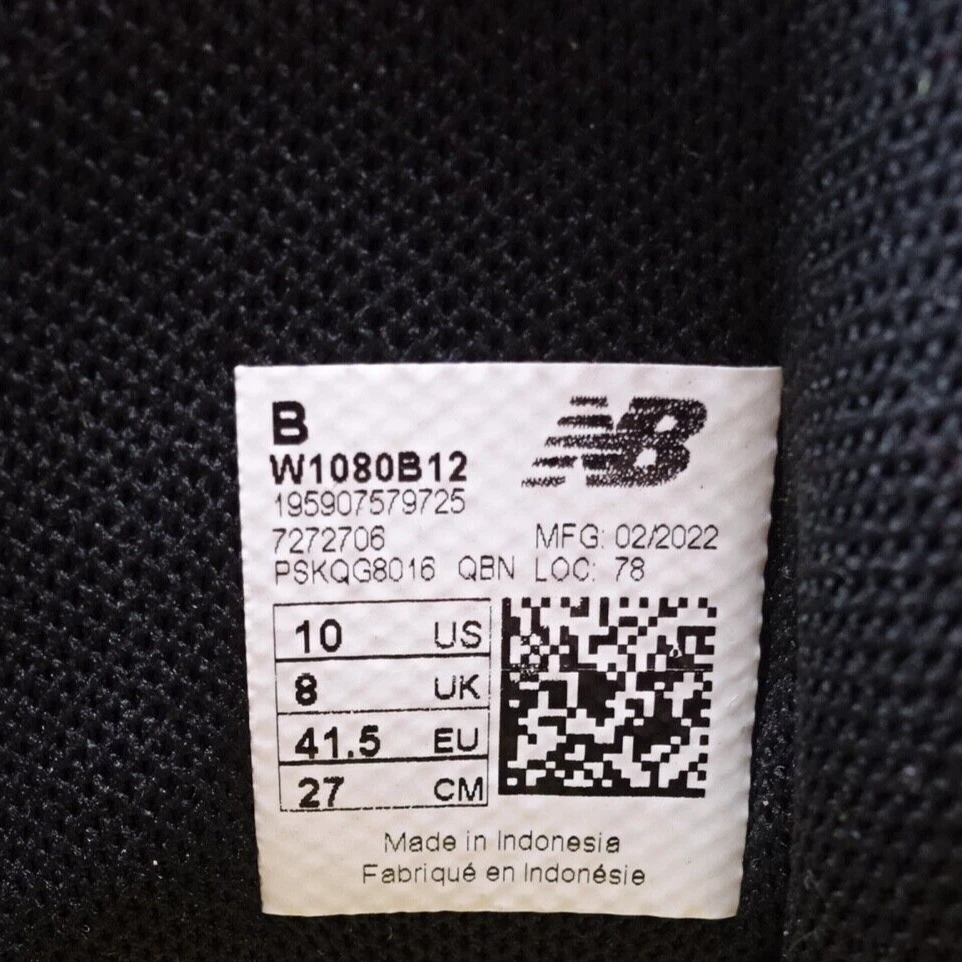 B
NB
W1080B12
195907579725
7272706 MFG: 02/2022
PSKQG8016 QBN LOC: 78
10 US
8 UK
41.5 EU
27 CM
Made in Indonesia
Fabriqué en Indonésie